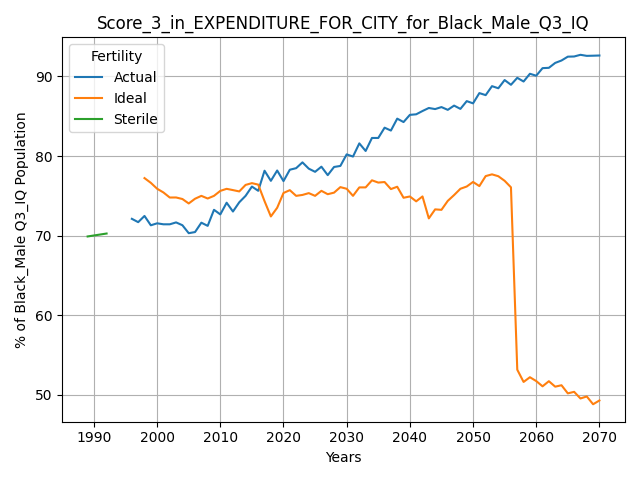 Score_3_in_EXPENDITURE_FOR_CITY_for_Black_Male_Q3_IQ
Fertility
Actual
Ideal
Sterile
% of Black_Male Q3_IQ Population
90
80
70
60
50
1990
2000
2010
2020
2030
2040
2050
2060
2070
Years